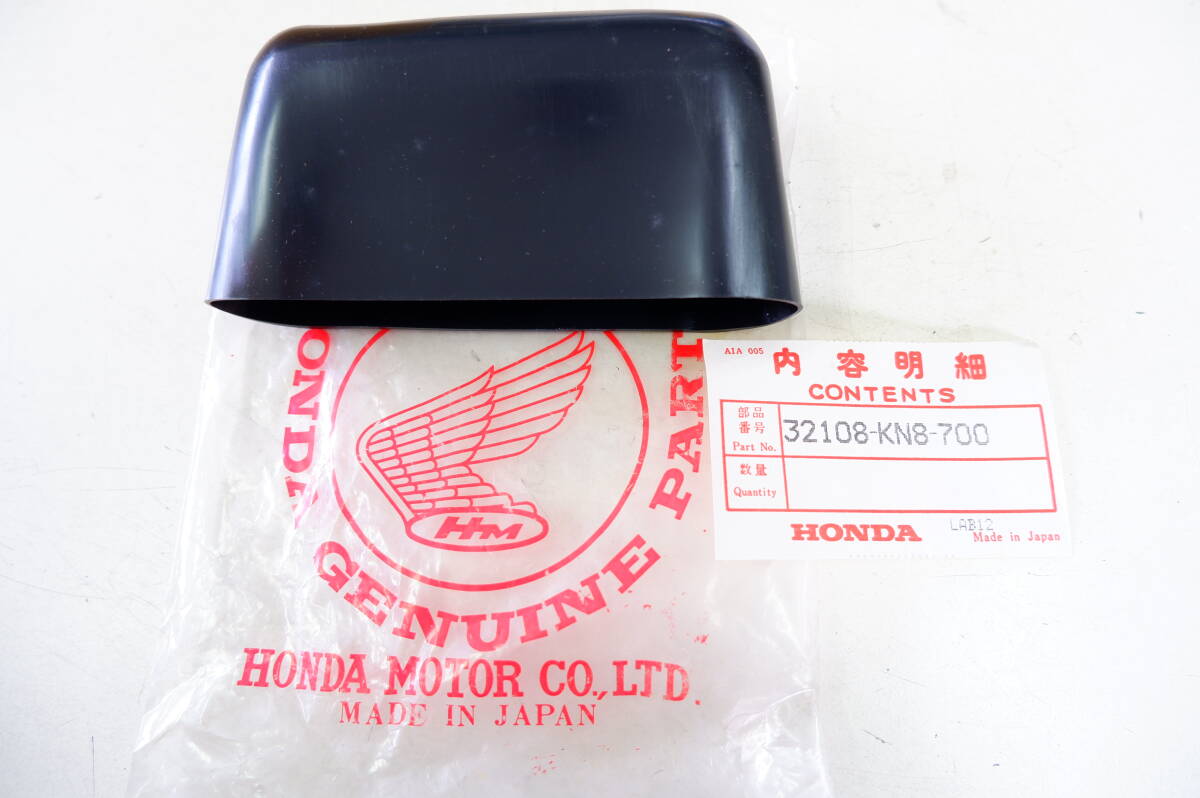 HONDA GENUINE PART
HM
HONDA MOTOR CO., LTD.
MADE IN JAPAN
A1A 005
内容明細
CONTENTS
部品
番号
Part No.
32108-KN8-700
数量
Quantity
HONDA
LAB12
Made in Japan